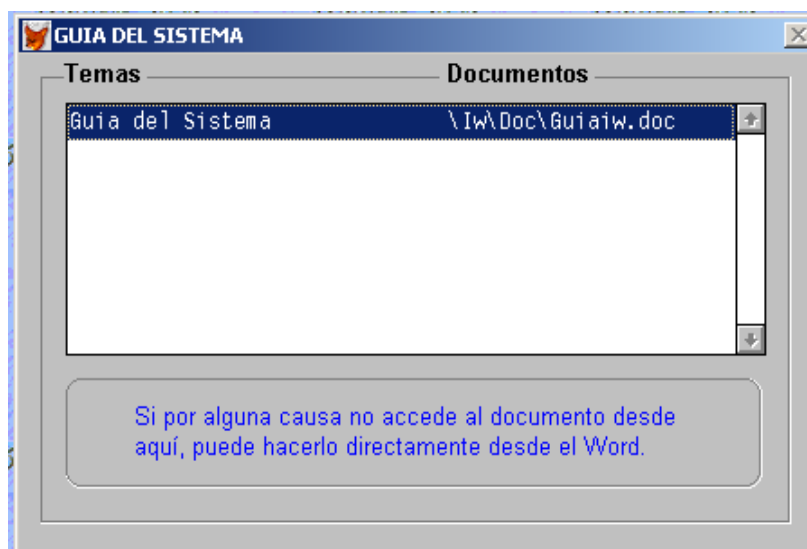 GUIA DEL SISTEMA
Temas Documentos
Guia del Sistema \Iw\Doc\Guiaiw.doc
Si por alguna causa no accede al documento desde
aquí, puede hacerlo directamente desde el Word.